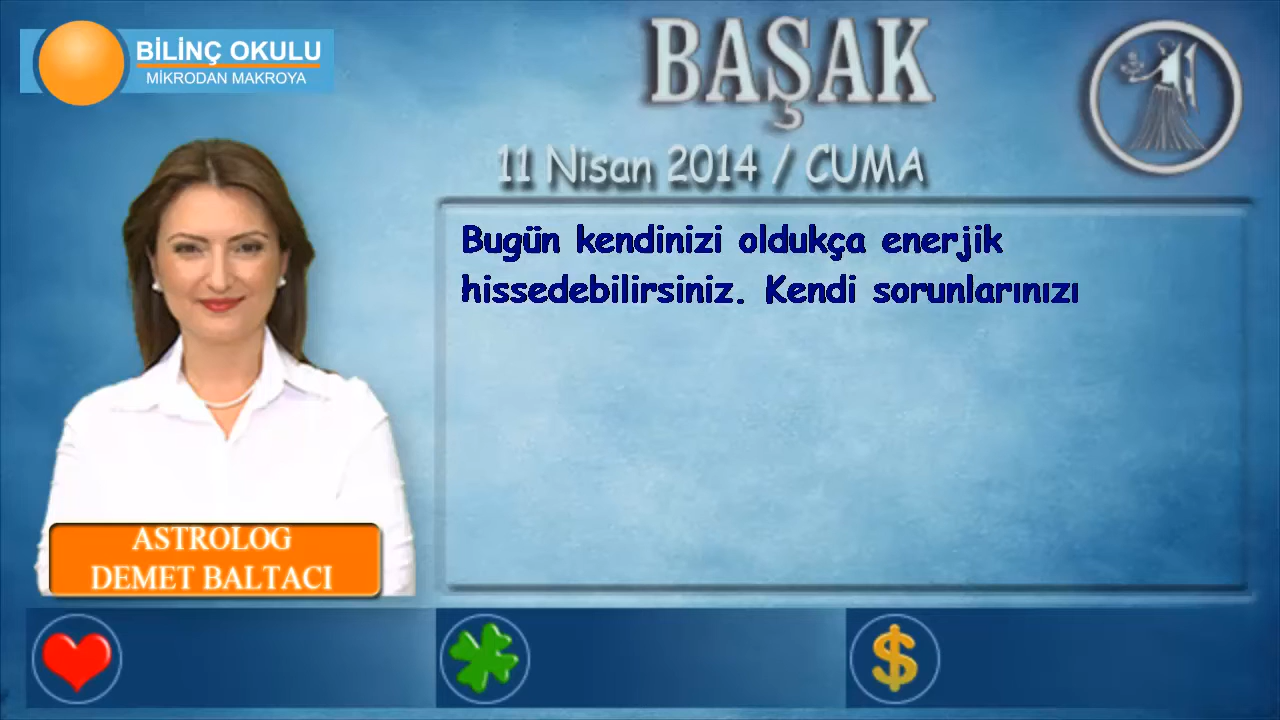 BİLİNÇ OKULU
MİKRODAN MAKROYA
BAŞAK
11 Nisan 2014 / CUMA
Bugün kendinizi oldukça enerjik
hissedebilirsiniz. Kendi sorunlarınızı
ASTROLOG
DEMET BALTACI
$